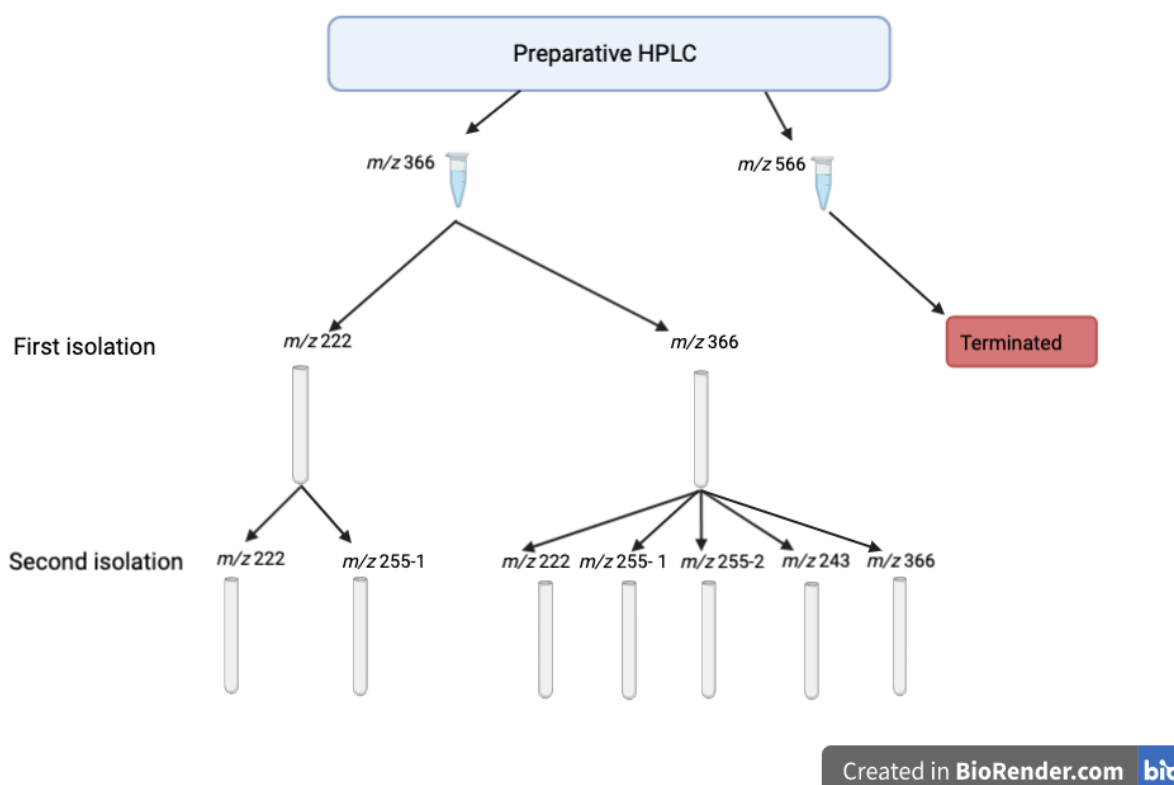 Preparative HPLC
m/z 366
m/z 566
First isolation
m/z 222
m/z 366
Terminated
Second isolation
m/z 222
m/z 255-1
m/z 222
m/z 255- 1
m/z 255-2
m/z 243
m/z 366
Created in BioRender.com